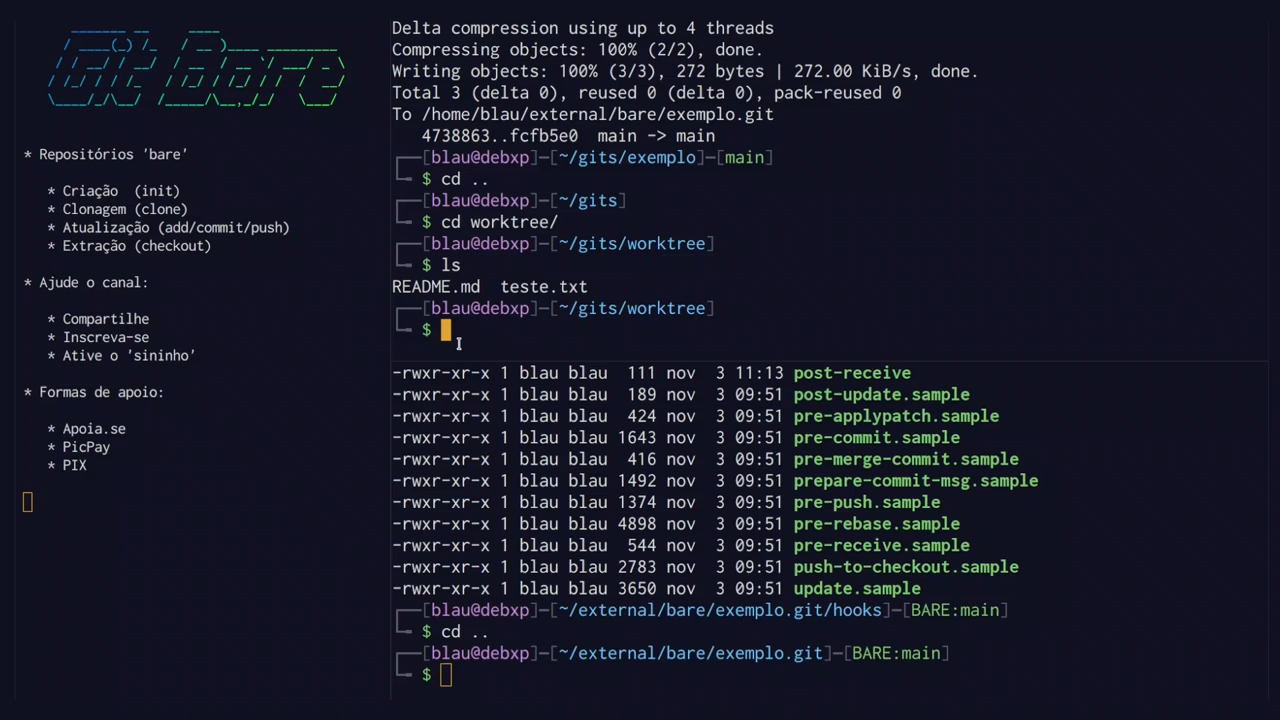 Git Bare
* Repositórios 'bare'
* Criação (init)
* Clonagem (clone)
* Atualização (add/commit/push)
* Extração (checkout)
* Ajude o canal:
* Compartilhe
* Inscreva-se
* Ative o 'sininho'
* Formas de apoio:
* Apoia.se
* PicPay
* PIX
Delta compression using up to 4 threads
Compressing objects: 100% (2/2), done.
Writing objects: 100% (3/3), 272 bytes | 272.00 KiB/s, done.
Total 3 (delta 0), reused 0 (delta 0), pack-reused 0
To /home/blau/external/bare/exemplo.git
4738863..fcfb5e0 main -> main
[blau@debxp]-[~/gits/exemplo]-[main]
$ cd ..
[blau@debxp]-[~/gits]
$ cd worktree/
[blau@debxp]-[~/gits/worktree]
$ ls
README.md teste.txt
[blau@debxp]-[~/gits/worktree]
$
-rwxr-xr-x 1 blau blau 111 nov 3 11:13 post-receive
-rwxr-xr-x 1 blau blau 189 nov 3 09:51 post-update.sample
-rwxr-xr-x 1 blau blau 424 nov 3 09:51 pre-applypatch.sample
-rwxr-xr-x 1 blau blau 1643 nov 3 09:51 pre-commit.sample
-rwxr-xr-x 1 blau blau 416 nov 3 09:51 pre-merge-commit.sample
-rwxr-xr-x 1 blau blau 1492 nov 3 09:51 prepare-commit-msg.sample
-rwxr-xr-x 1 blau blau 1374 nov 3 09:51 pre-push.sample
-rwxr-xr-x 1 blau blau 4898 nov 3 09:51 pre-rebase.sample
-rwxr-xr-x 1 blau blau 544 nov 3 09:51 pre-receive.sample
-rwxr-xr-x 1 blau blau 2783 nov 3 09:51 push-to-checkout.sample
-rwxr-xr-x 1 blau blau 3650 nov 3 09:51 update.sample
[blau@debxp]-[~/external/bare/exemplo.git/hooks]-[BARE:main]
$ cd ..
[blau@debxp]-[~/external/bare/exemplo.git]-[BARE:main]
$